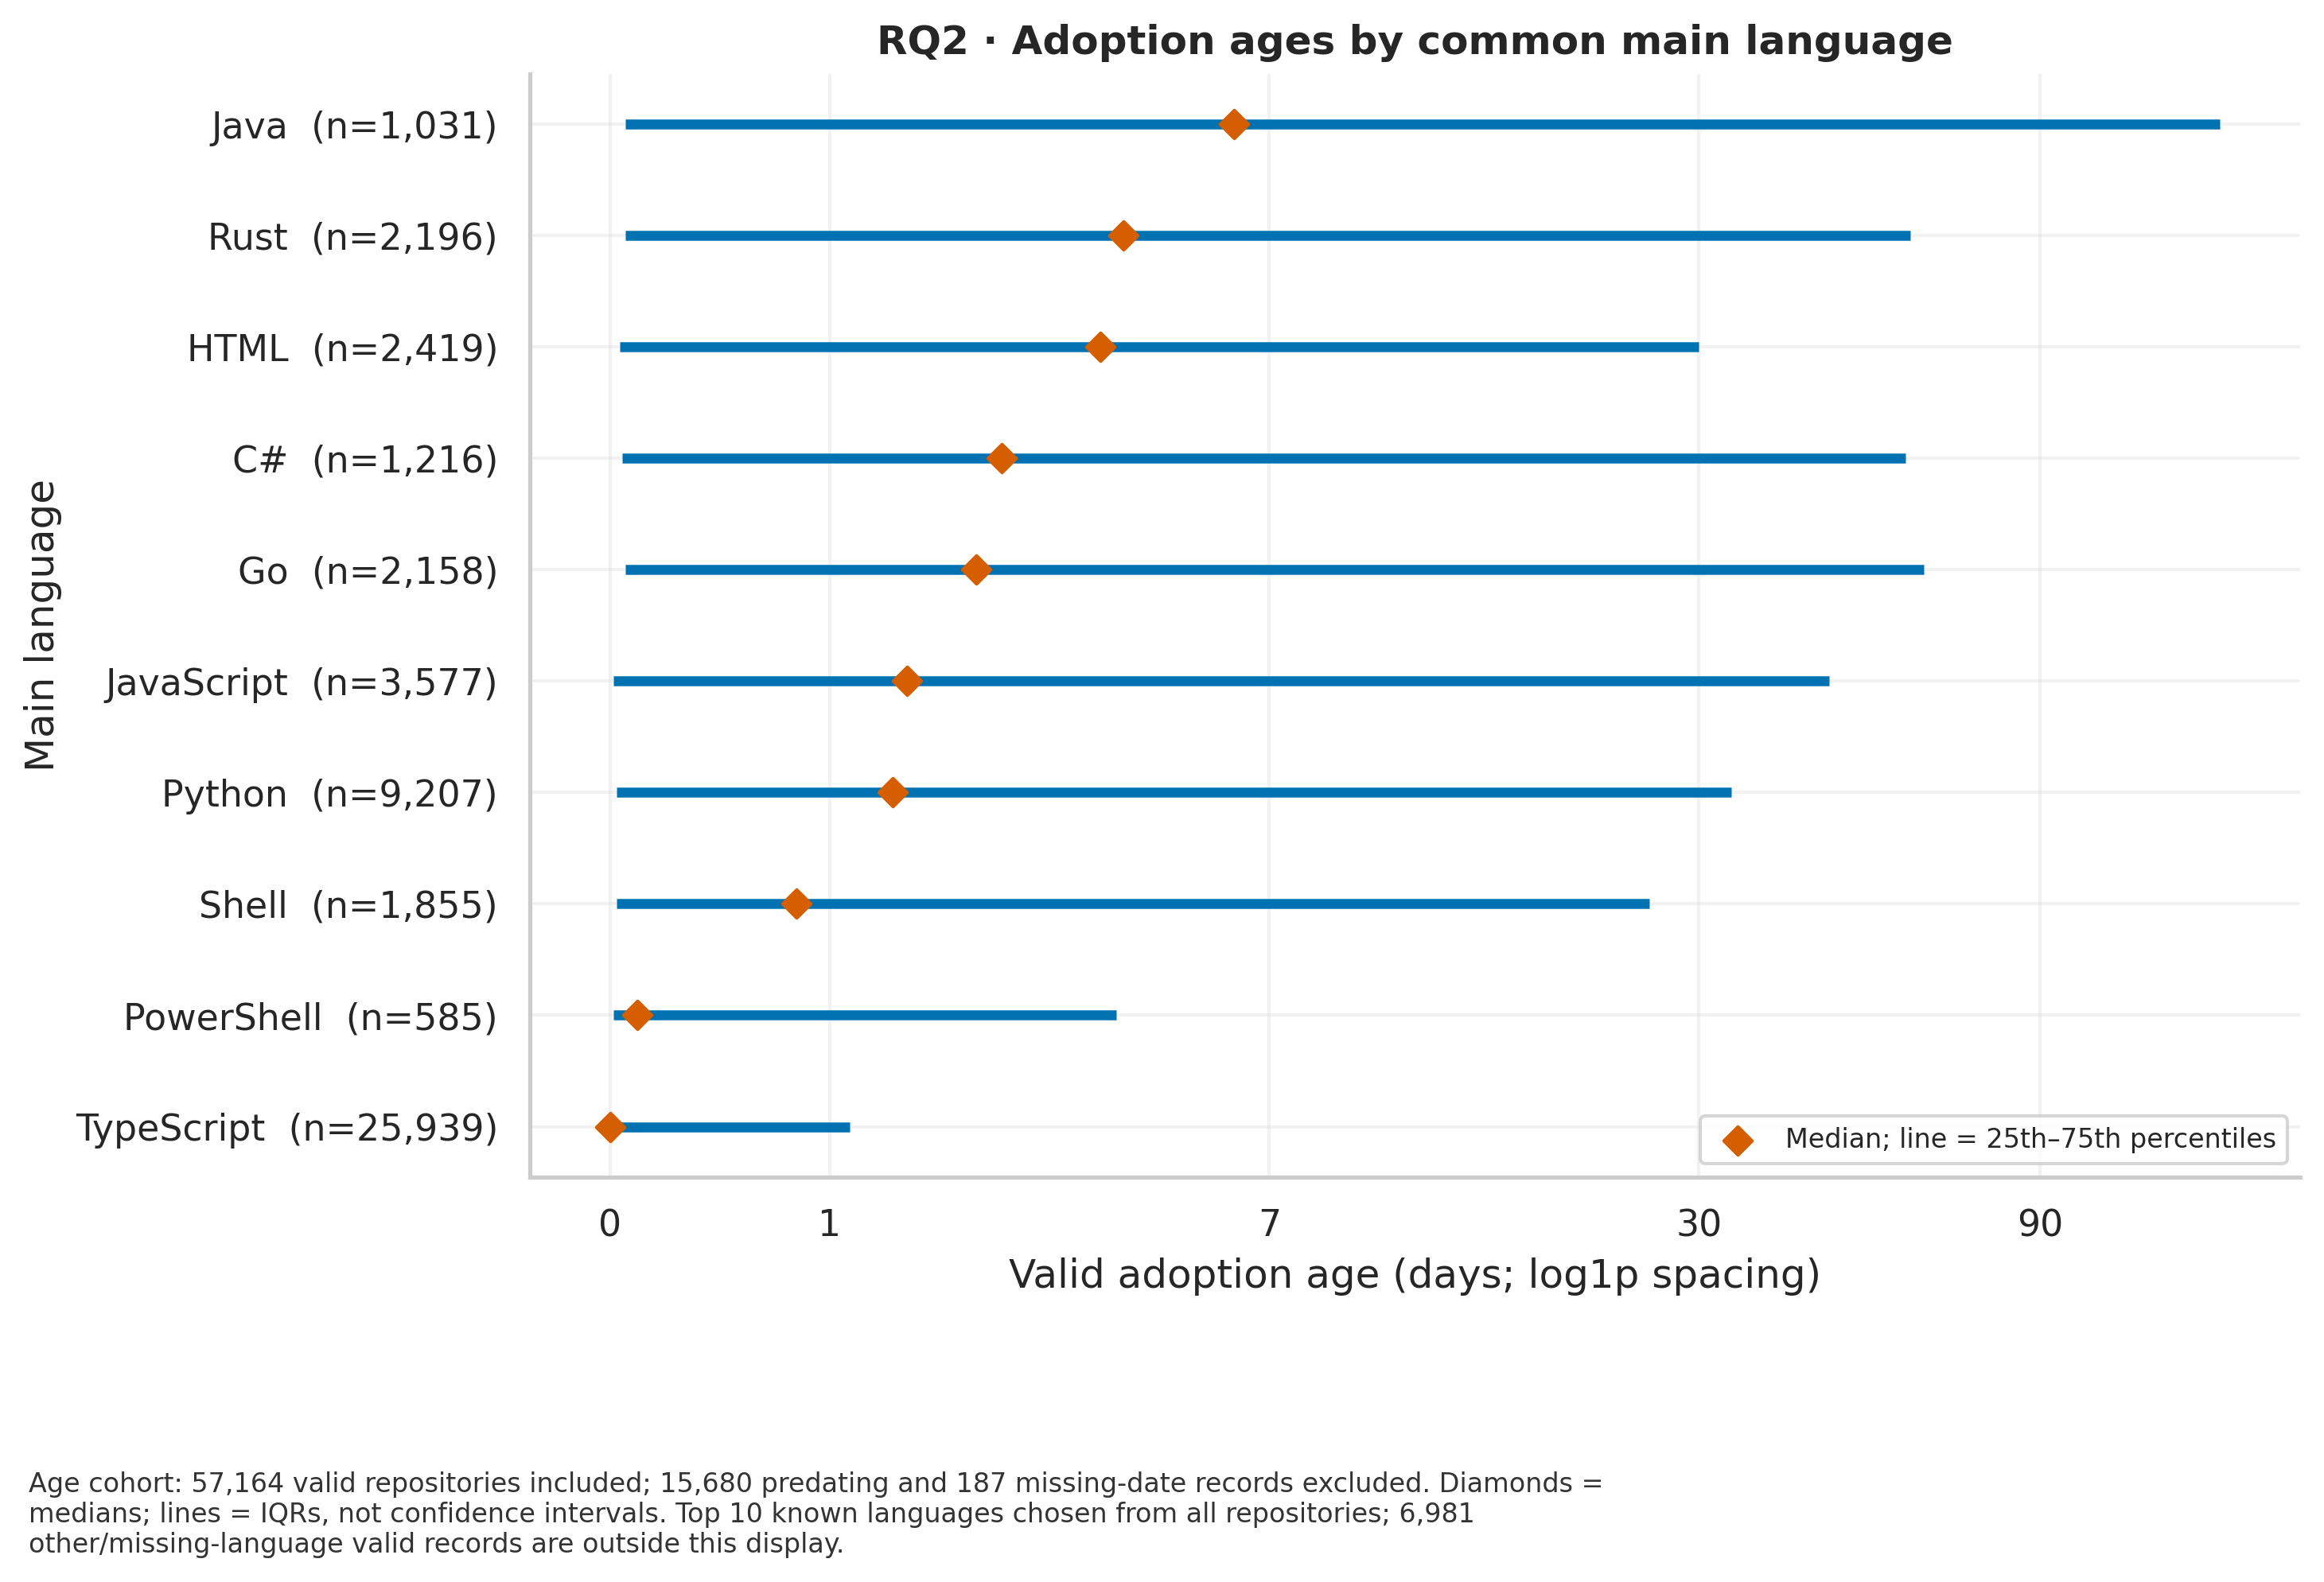 RQ2 · Adoption ages by common main language
Main language
Java (n=1,031)
Rust (n=2,196)
HTML (n=2,419)
C# (n=1,216)
Go (n=2,158)
JavaScript (n=3,577)
Python (n=9,207)
Shell (n=1,855)
PowerShell (n=585)
TypeScript (n=25,939)
Median; line = 25th–75th percentiles
0 1 7 30 90
Valid adoption age (days; log1p spacing)
Age cohort: 57,164 valid repositories included; 15,680 predating and 187 missing-date records excluded. Diamonds =
medians; lines = IQRs, not confidence intervals. Top 10 known languages chosen from all repositories; 6,981
other/missing-language valid records are outside this display.